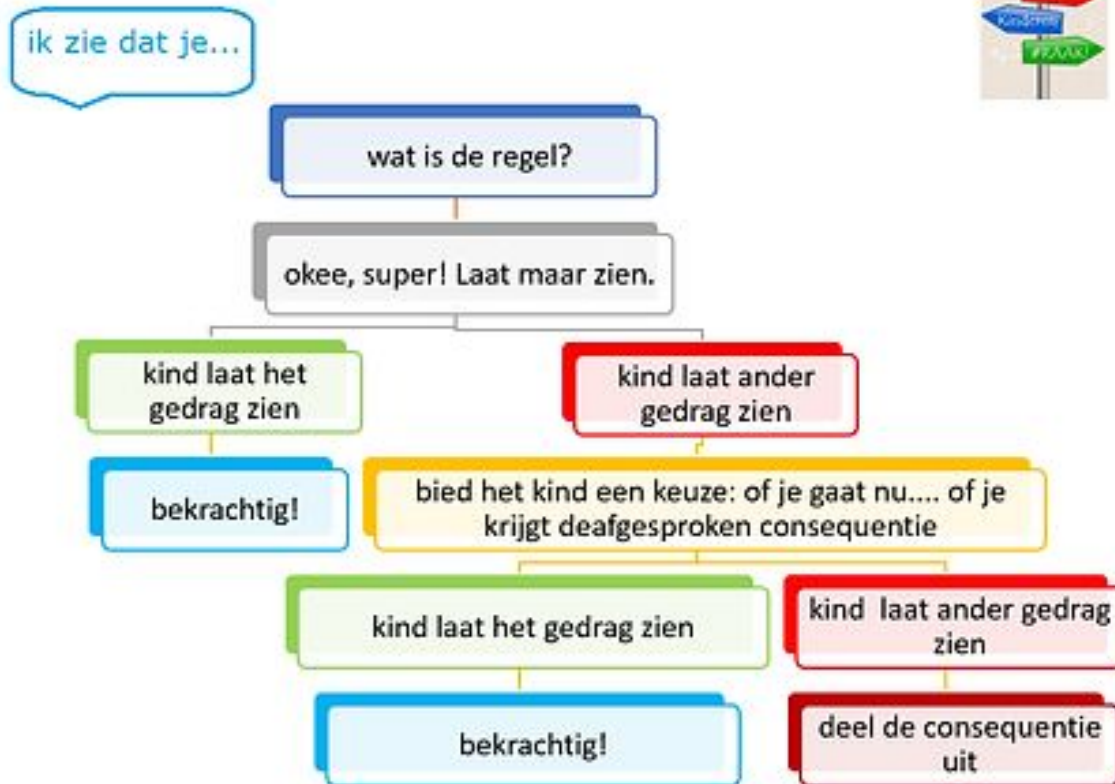 ik zie dat je...
Kinderen
wat is de regel?
okee, super! Laat maar zien.
kind laat het
gedrag zien
kind laat ander
gedrag zien
bekrachtig!
bied het kind een keuze: of je gaat nu.... of je
krijgt deafgesproken consequentie
kind laat het gedrag zien
kind  laat ander gedrag
zien
bekrachtig!
deel de consequentie
uit